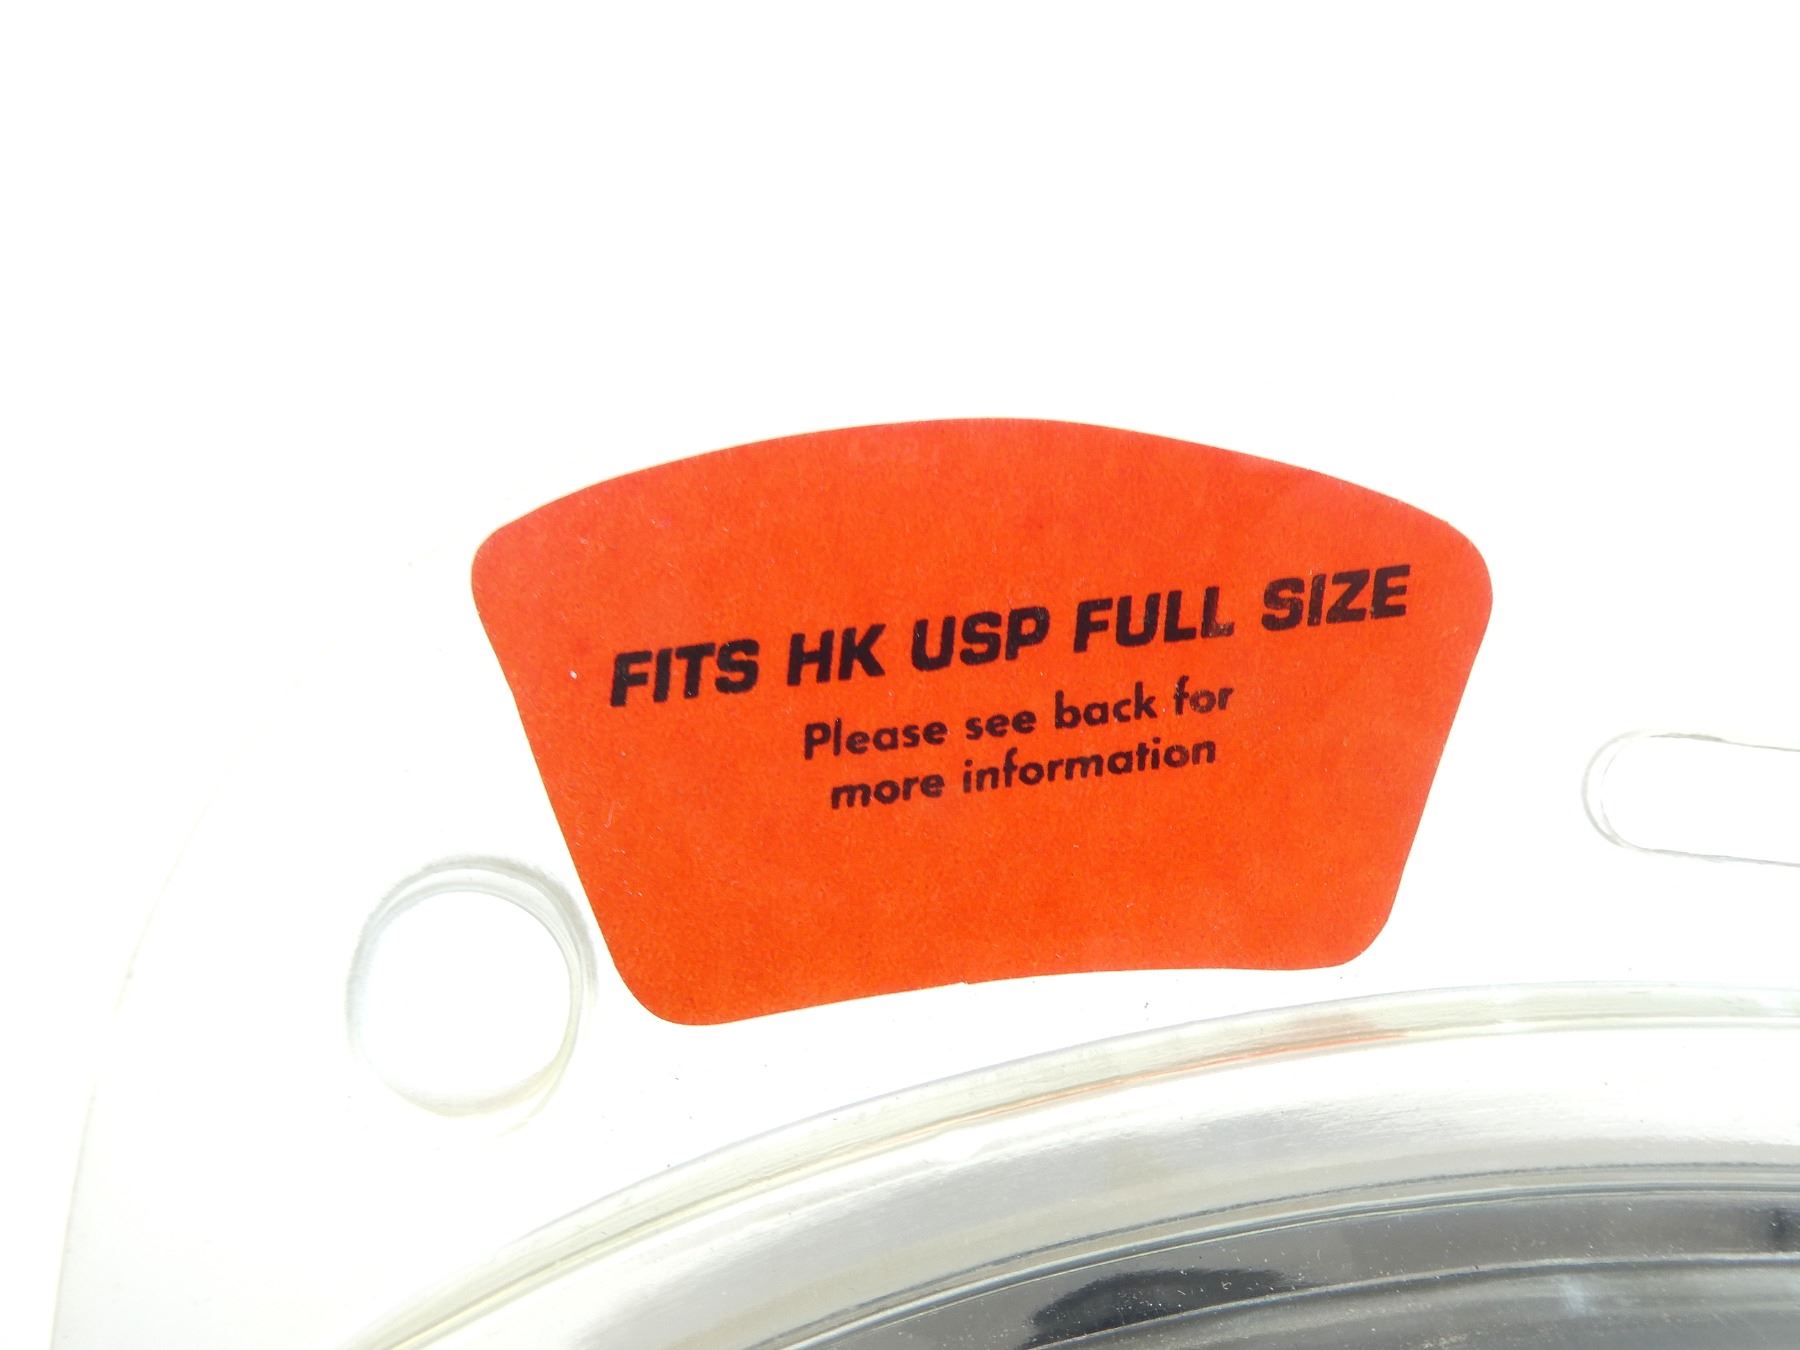 FITS HK USP FULL SIZE
Please see back for
more information